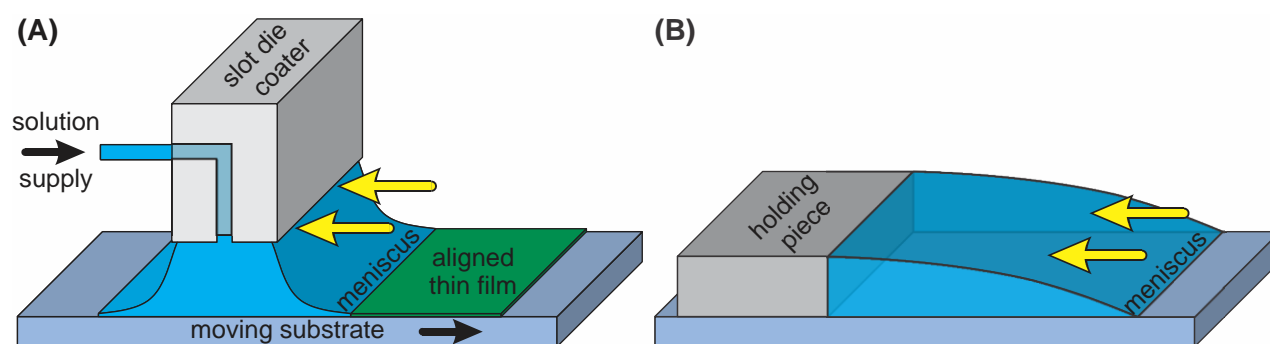 (A)
slot die
coater
solution
supply
meniscus
aligned
thin film
moving substrate
(B)
holding
piece
meniscus